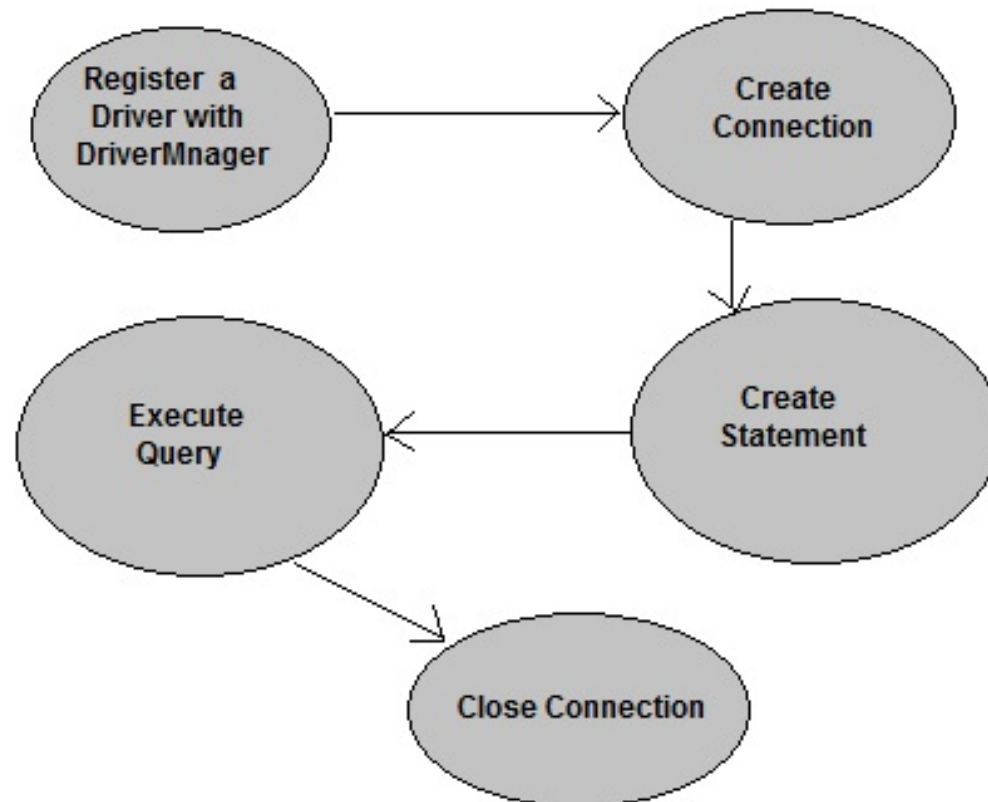 Register a
Driver with
DriverMnager
Create
Connection
Create
Statement
Execute
Query
Close Connection